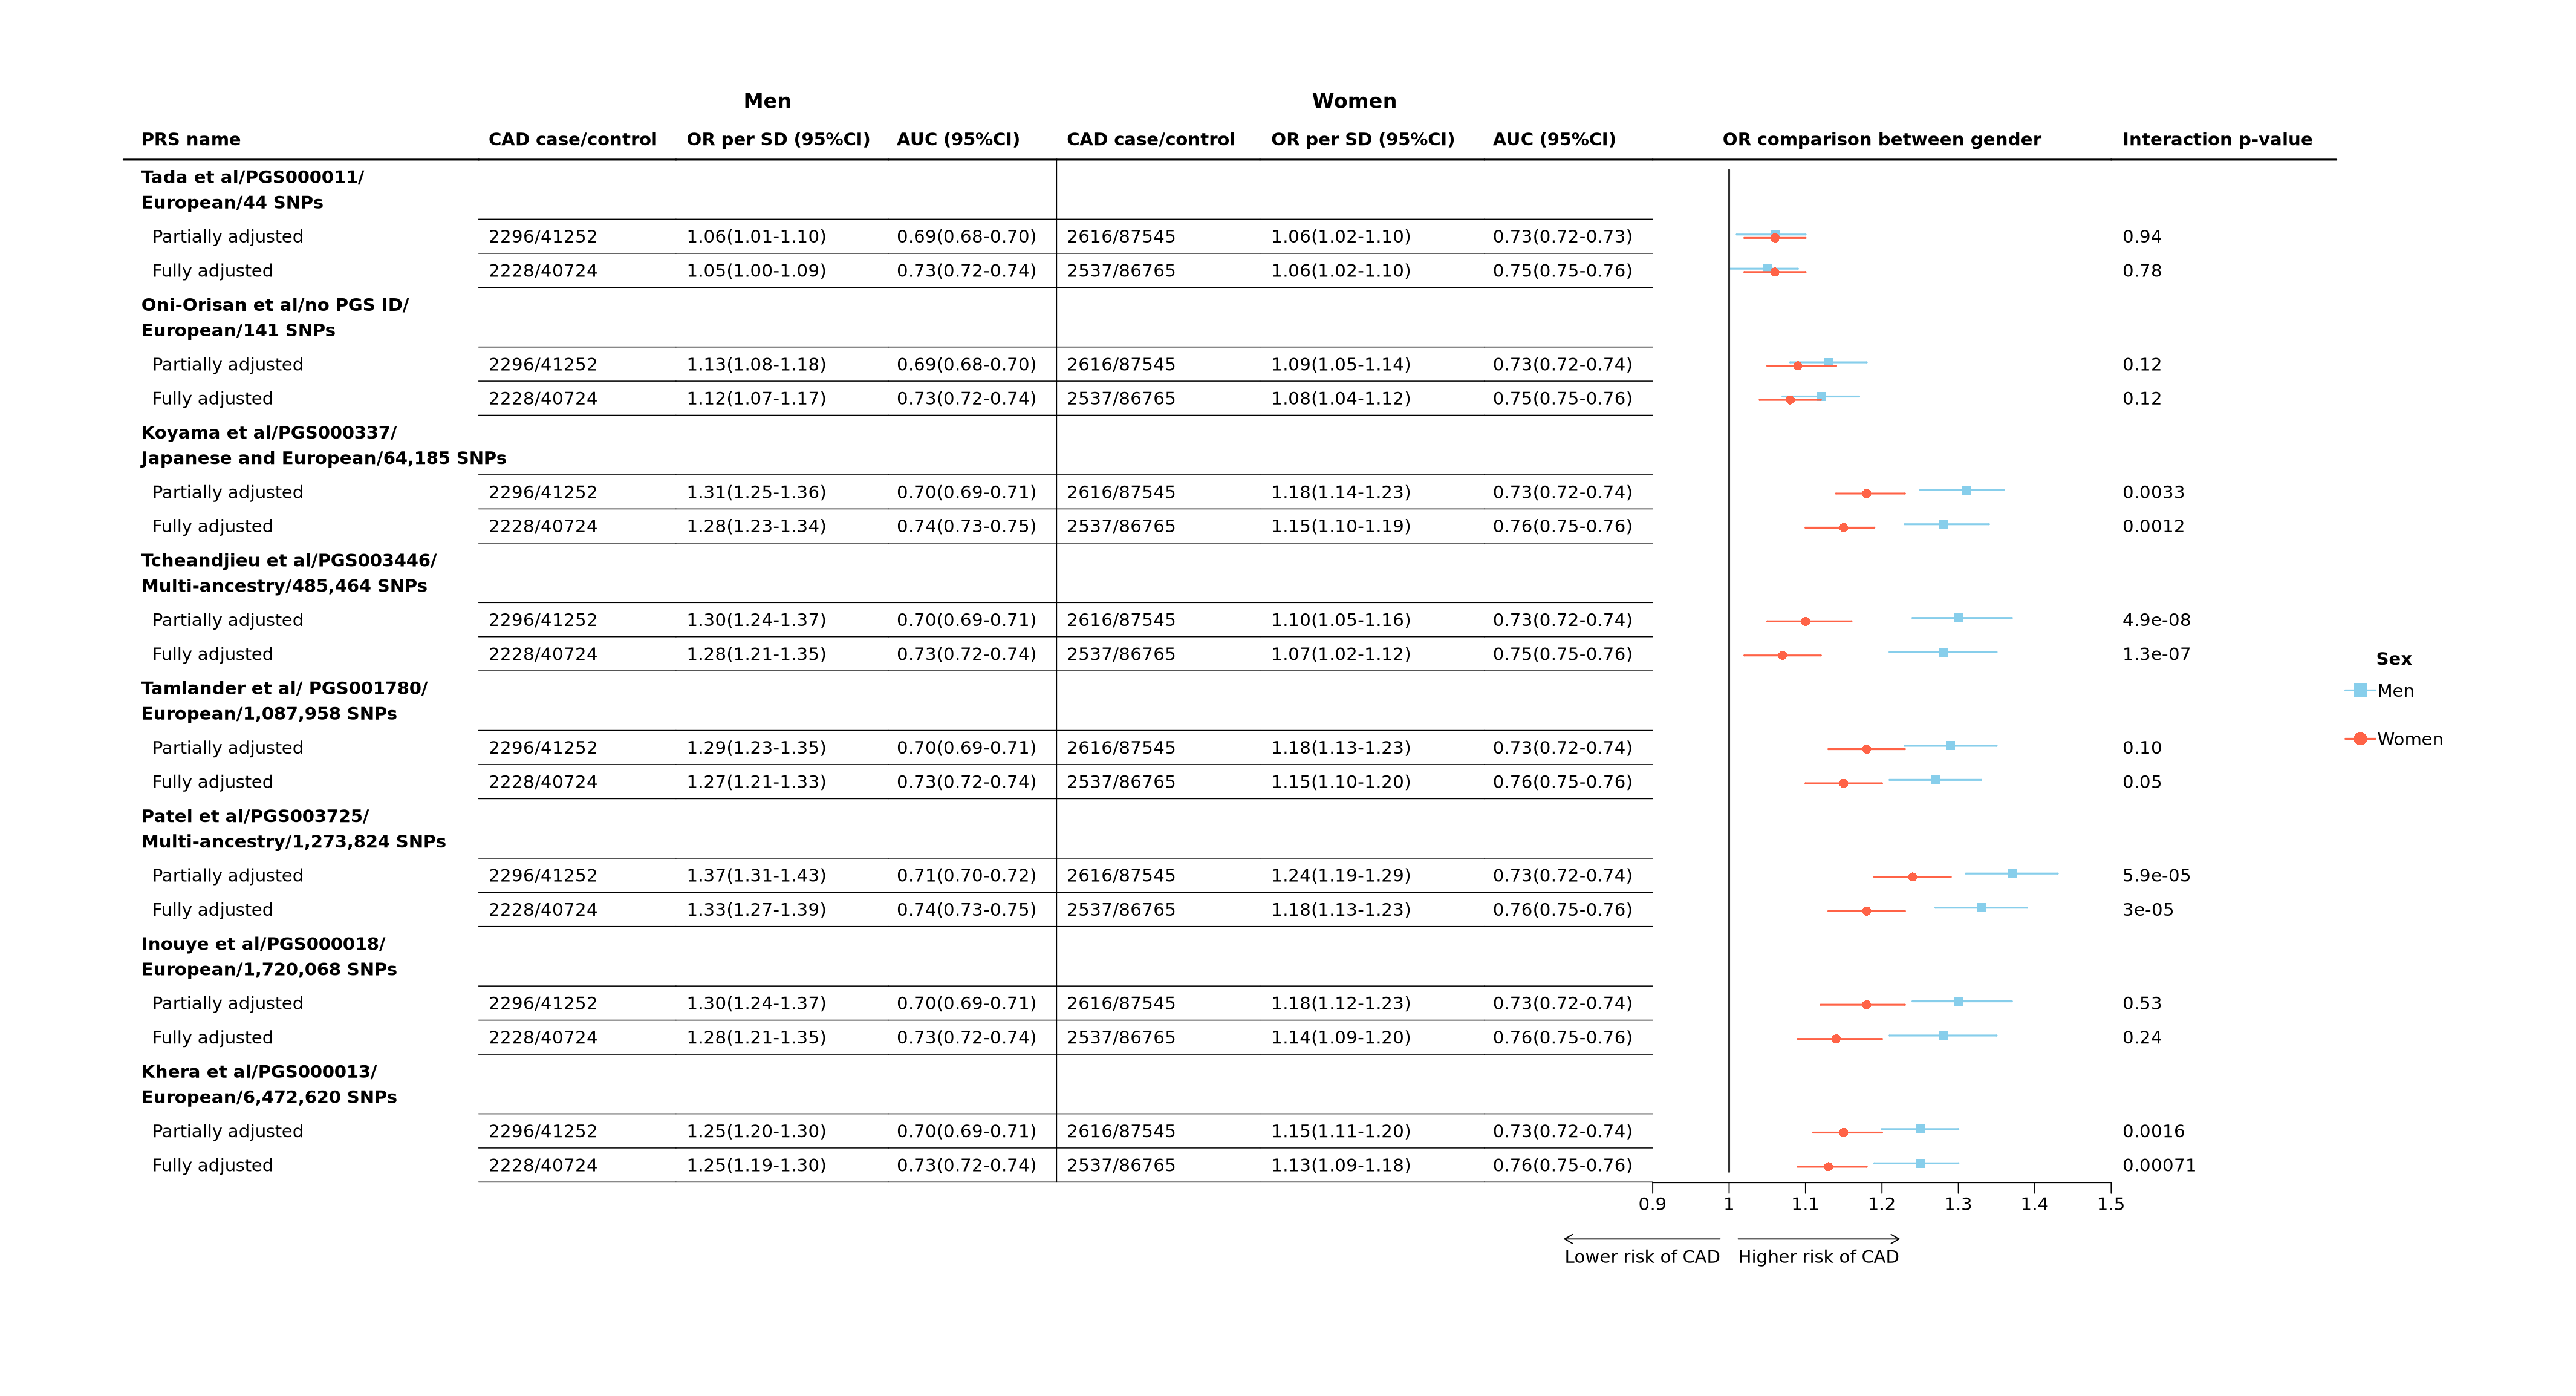 Men Women
PRS name CAD case/control OR per SD (95%CI) AUC (95%CI) CAD case/control OR per SD (95%CI) AUC (95%CI) OR comparison between gender Interaction p-value
Tada et al/PGS000011/
European/44 SNPs
Partially adjusted 2296/41252 1.06(1.01-1.10) 0.69(0.68-0.70) 2616/87545 1.06(1.02-1.10) 0.73(0.72-0.73) 0.94
Fully adjusted 2228/40724 1.05(1.00-1.09) 0.73(0.72-0.74) 2537/86765 1.06(1.02-1.10) 0.75(0.75-0.76) 0.78
Oni-Orisan et al/no PGS ID/
European/141 SNPs
Partially adjusted 2296/41252 1.13(1.08-1.18) 0.69(0.68-0.70) 2616/87545 1.09(1.05-1.14) 0.73(0.72-0.74) 0.12
Fully adjusted 2228/40724 1.12(1.07-1.17) 0.73(0.72-0.74) 2537/86765 1.08(1.04-1.12) 0.75(0.75-0.76) 0.12
Koyama et al/PGS000337/
Japanese and European/64,185 SNPs
Partially adjusted 2296/41252 1.31(1.25-1.36) 0.70(0.69-0.71) 2616/87545 1.18(1.14-1.23) 0.73(0.72-0.74) 0.0033
Fully adjusted 2228/40724 1.28(1.23-1.34) 0.74(0.73-0.75) 2537/86765 1.15(1.10-1.19) 0.76(0.75-0.76) 0.0012
Tcheandjieu et al/PGS003446/
Multi-ancestry/485,464 SNPs
Partially adjusted 2296/41252 1.30(1.24-1.37) 0.70(0.69-0.71) 2616/87545 1.10(1.05-1.16) 0.73(0.72-0.74) 4.9e-08
Fully adjusted 2228/40724 1.28(1.21-1.35) 0.73(0.72-0.74) 2537/86765 1.07(1.02-1.12) 0.75(0.75-0.76) 1.3e-07
Sex
Men
Women
Tamlander et al/ PGS001780/
European/1,087,958 SNPs
Partially adjusted 2296/41252 1.29(1.23-1.35) 0.70(0.69-0.71) 2616/87545 1.18(1.13-1.23) 0.73(0.72-0.74) 0.10
Fully adjusted 2228/40724 1.27(1.21-1.33) 0.73(0.72-0.74) 2537/86765 1.15(1.10-1.20) 0.76(0.75-0.76) 0.05
Patel et al/PGS003725/
Multi-ancestry/1,273,824 SNPs
Partially adjusted 2296/41252 1.37(1.31-1.43) 0.71(0.70-0.72) 2616/87545 1.24(1.19-1.29) 0.73(0.72-0.74) 5.9e-05
Fully adjusted 2228/40724 1.33(1.27-1.39) 0.74(0.73-0.75) 2537/86765 1.18(1.13-1.23) 0.76(0.75-0.76) 3e-05
Inouye et al/PGS000018/
European/1,720,068 SNPs
Partially adjusted 2296/41252 1.30(1.24-1.37) 0.70(0.69-0.71) 2616/87545 1.18(1.12-1.23) 0.73(0.72-0.74) 0.53
Fully adjusted 2228/40724 1.28(1.21-1.35) 0.73(0.72-0.74) 2537/86765 1.14(1.09-1.20) 0.76(0.75-0.76) 0.24
Khera et al/PGS000013/
European/6,472,620 SNPs
Partially adjusted 2296/41252 1.25(1.20-1.30) 0.70(0.69-0.71) 2616/87545 1.15(1.11-1.20) 0.73(0.72-0.74) 0.0016
Fully adjusted 2228/40724 1.25(1.19-1.30) 0.73(0.72-0.74) 2537/86765 1.13(1.09-1.18) 0.76(0.75-0.76) 0.00071
0.9 1 1.1 1.2 1.3 1.4 1.5
Lower risk of CAD Higher risk of CAD